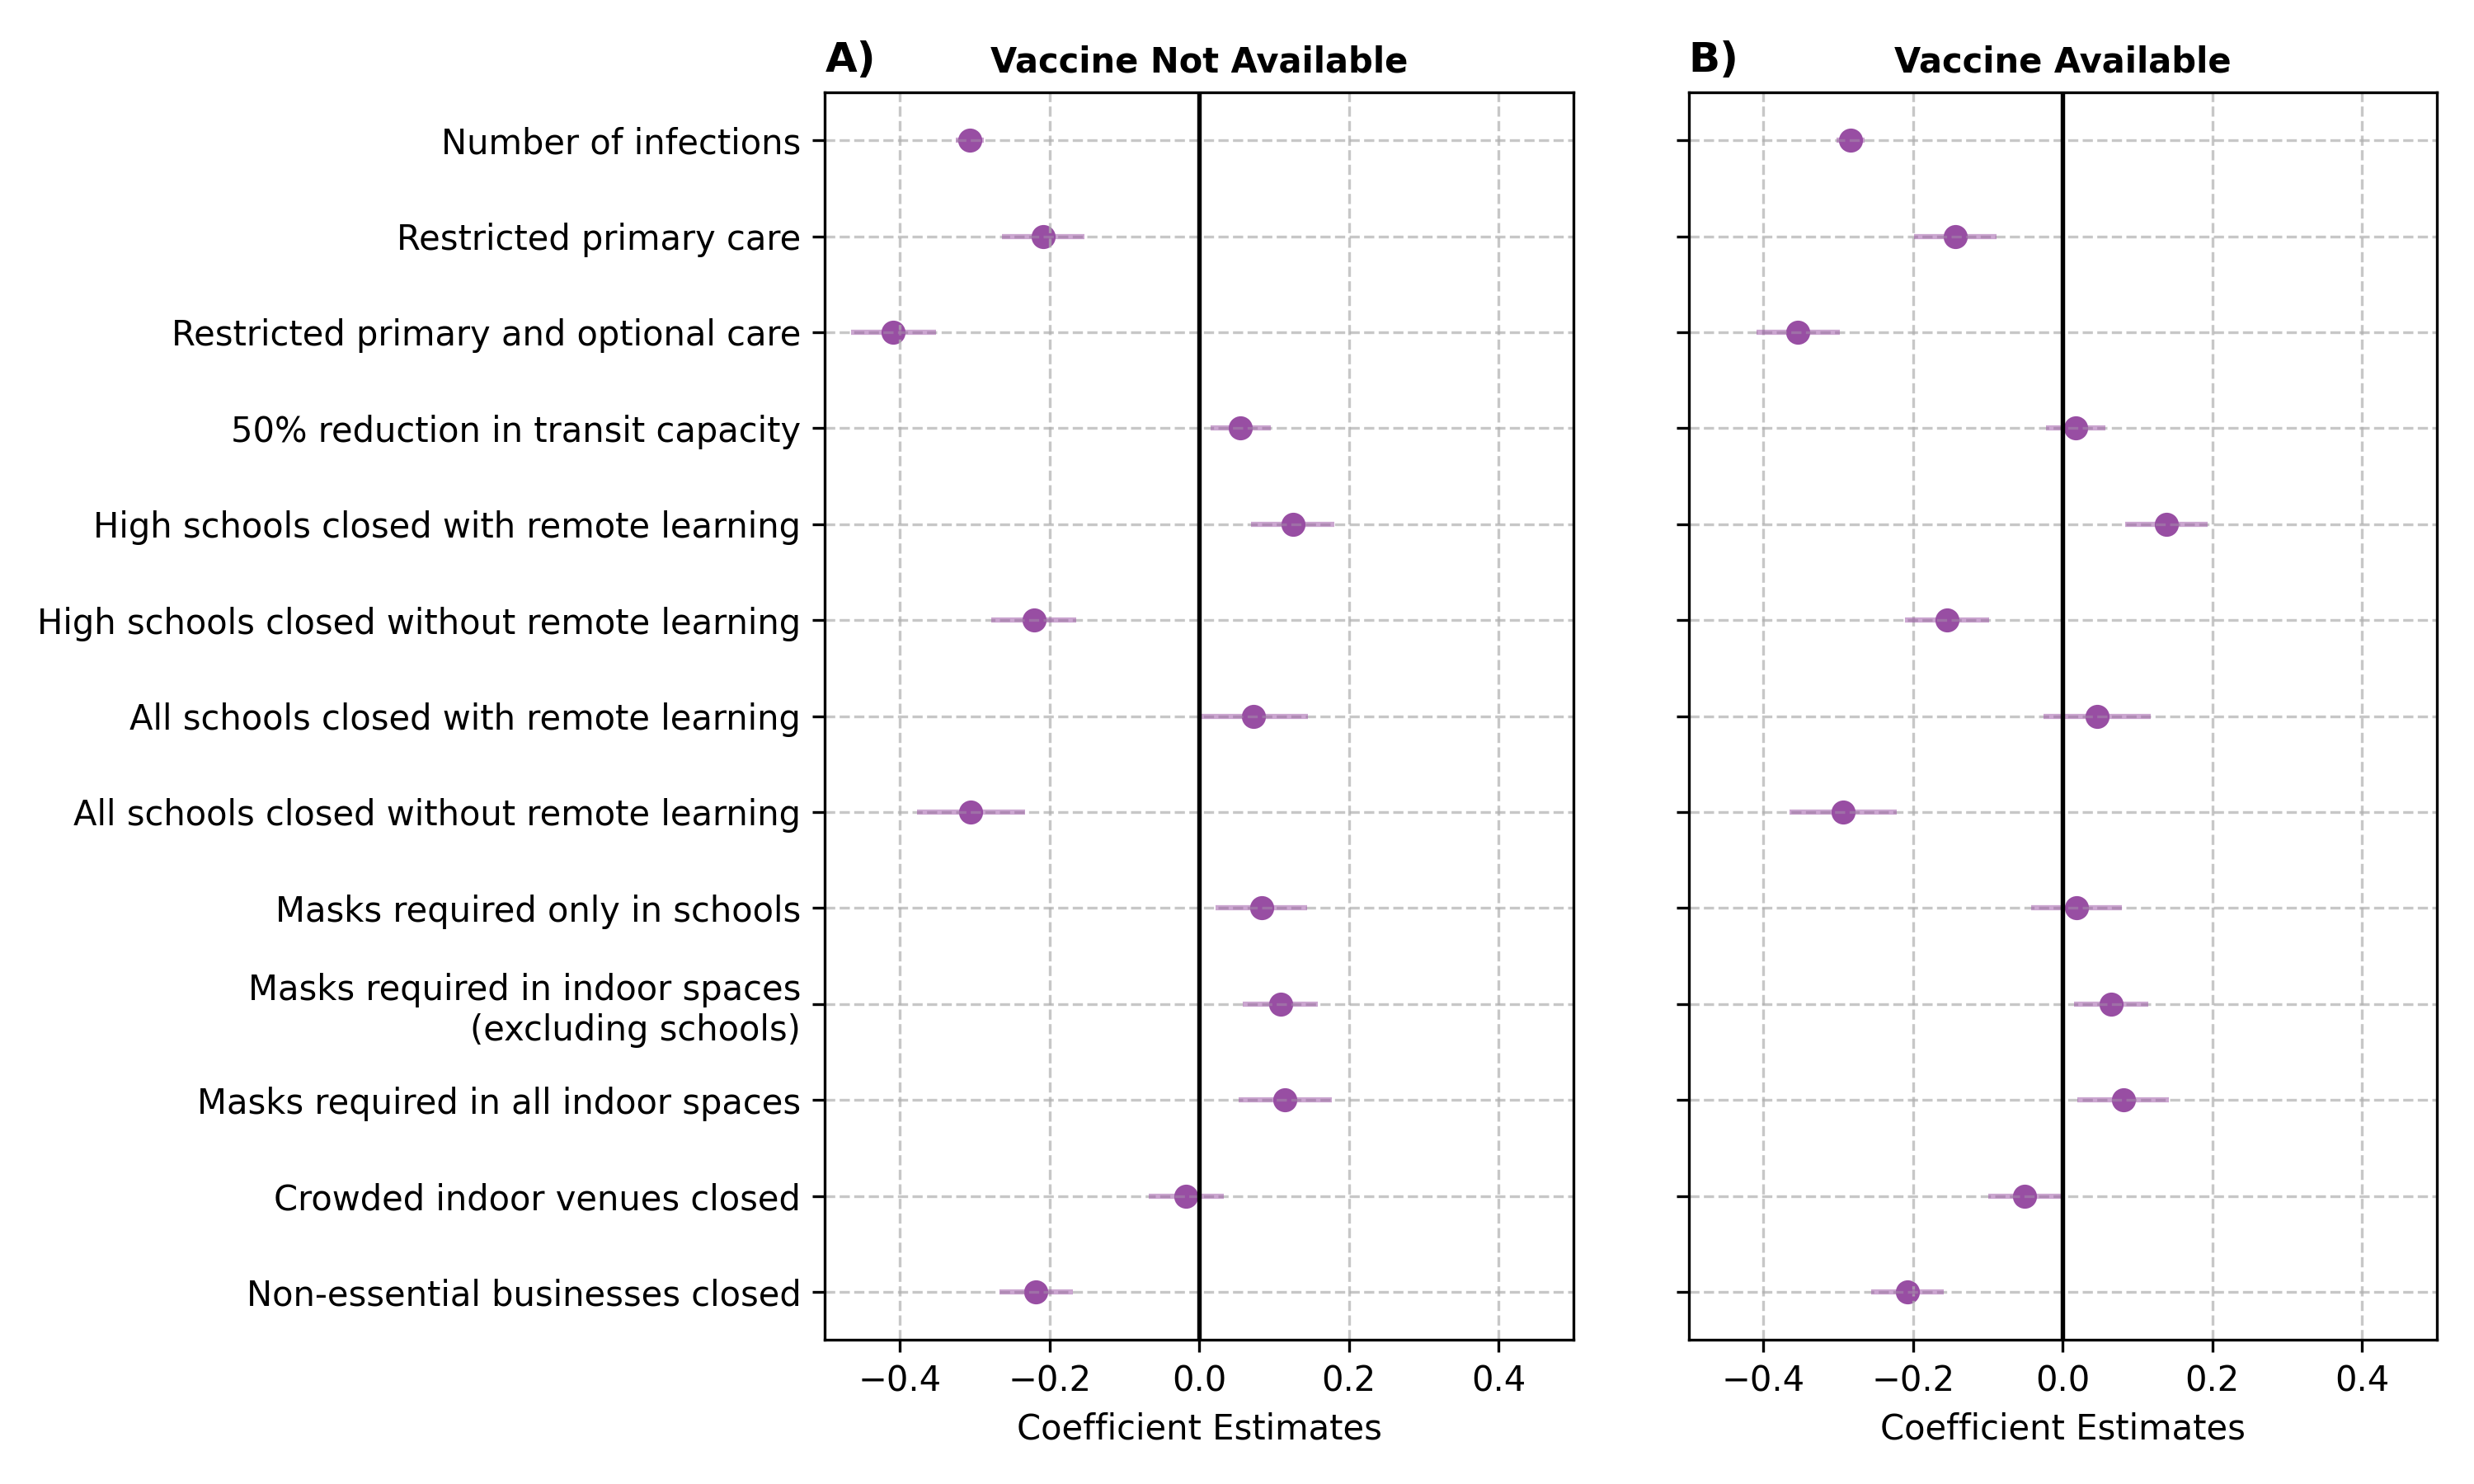 A) Vaccine Not Available
B) Vaccine Available
Number of infections
Restricted primary care
Restricted primary and optional care
50% reduction in transit capacity
High schools closed with remote learning
High schools closed without remote learning
All schools closed with remote learning
All schools closed without remote learning
Masks required only in schools
Masks required in indoor spaces
(excluding schools)
Masks required in all indoor spaces
Crowded indoor venues closed
Non-essential businesses closed
−0.4 −0.2 0.0 0.2 0.4
Coefficient Estimates
−0.4 −0.2 0.0 0.2 0.4
Coefficient Estimates